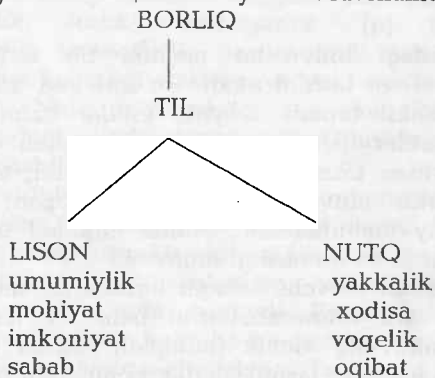 BORLIQ
TIL
LISON NUTQ
umumiylik yakkalik
mohiyat xodisa
imkoniyat voqelik
sabab oqibat